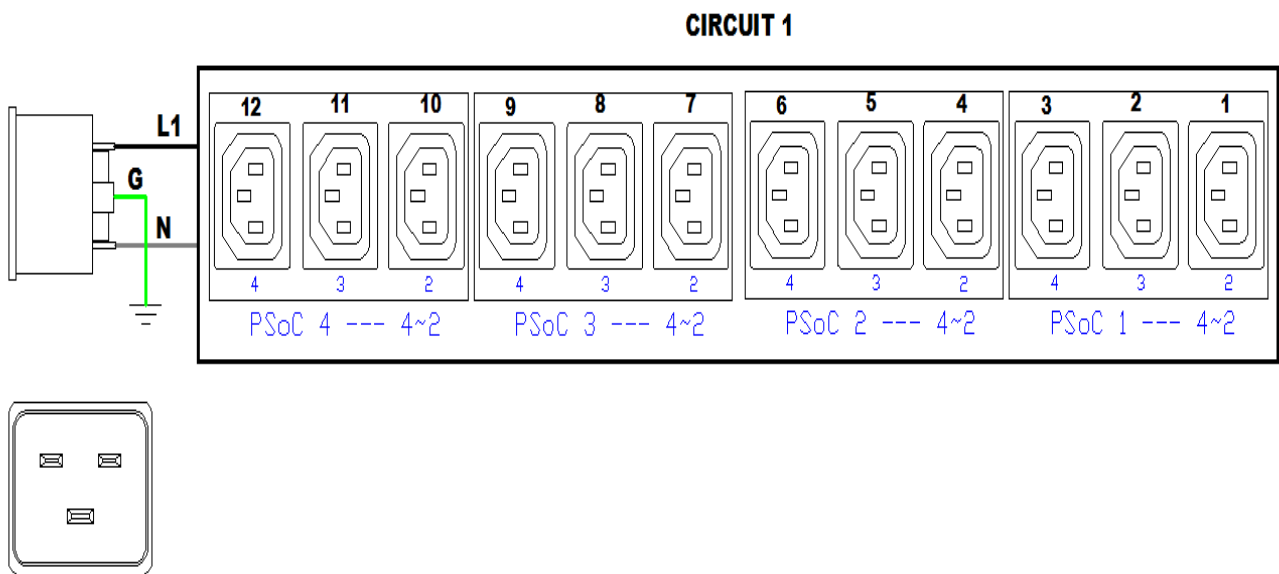 CIRCUIT 1
12 11 10 9 8 7 6 5 4 3 2 1
L1
G
N
4 3 2 4 3 2 4 3 2 4 3 2
PSoC 4 --- 4~2 PSoC 3 --- 4~2 PSoC 2 --- 4~2 PSoC 1 --- 4~2